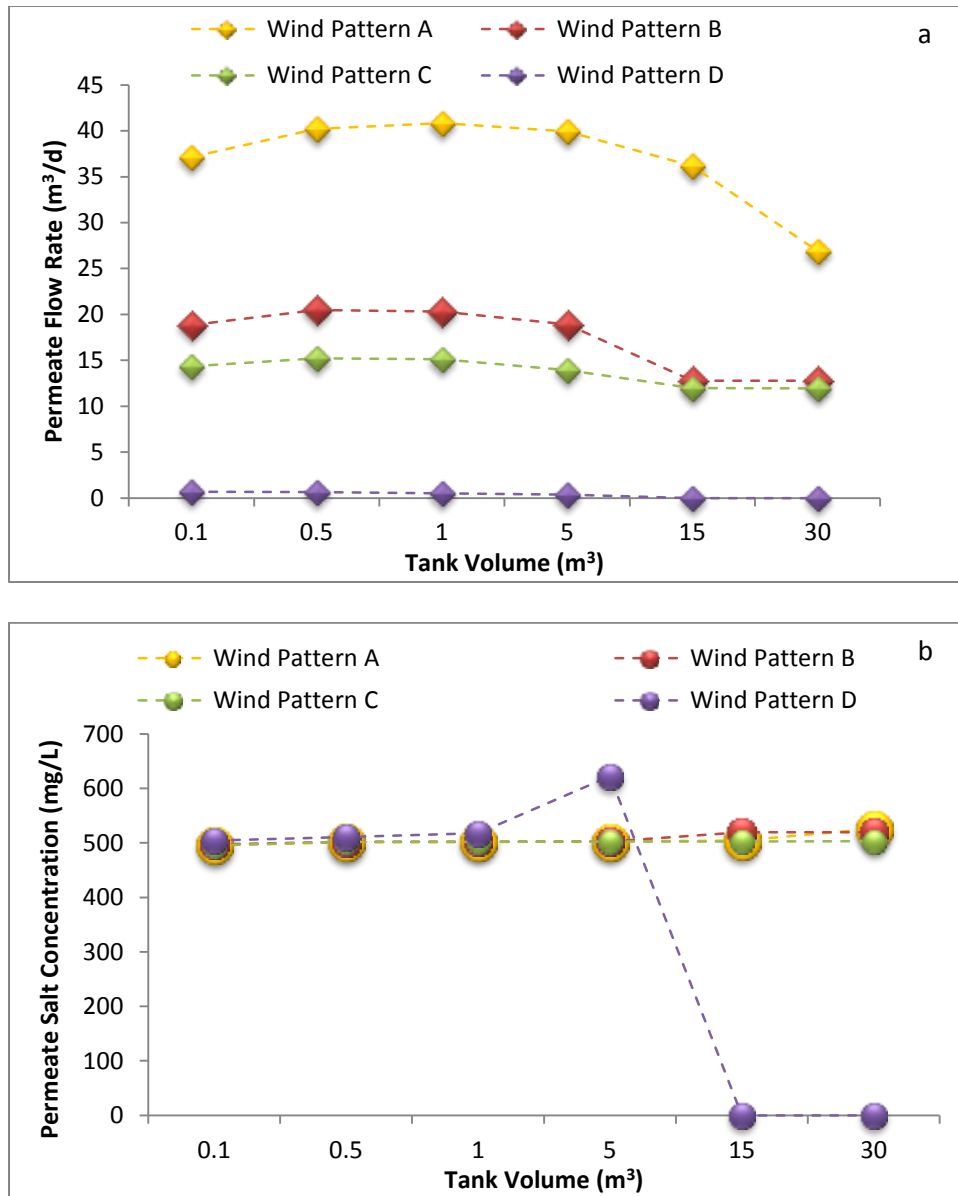 a
Wind Pattern A Wind Pattern B
Wind Pattern C Wind Pattern D
45
40
35
30
25
20
15
10
5
0
Permeate Flow Rate (m³/d)
0.1 0.5 1 5 15 30
Tank Volume (m³)
b
Wind Pattern A Wind Pattern B
Wind Pattern C Wind Pattern D
700
600
500
400
300
200
100
0
Permeate Salt Concentration (mg/L)
0.1 0.5 1 5 15 30
Tank Volume (m³)